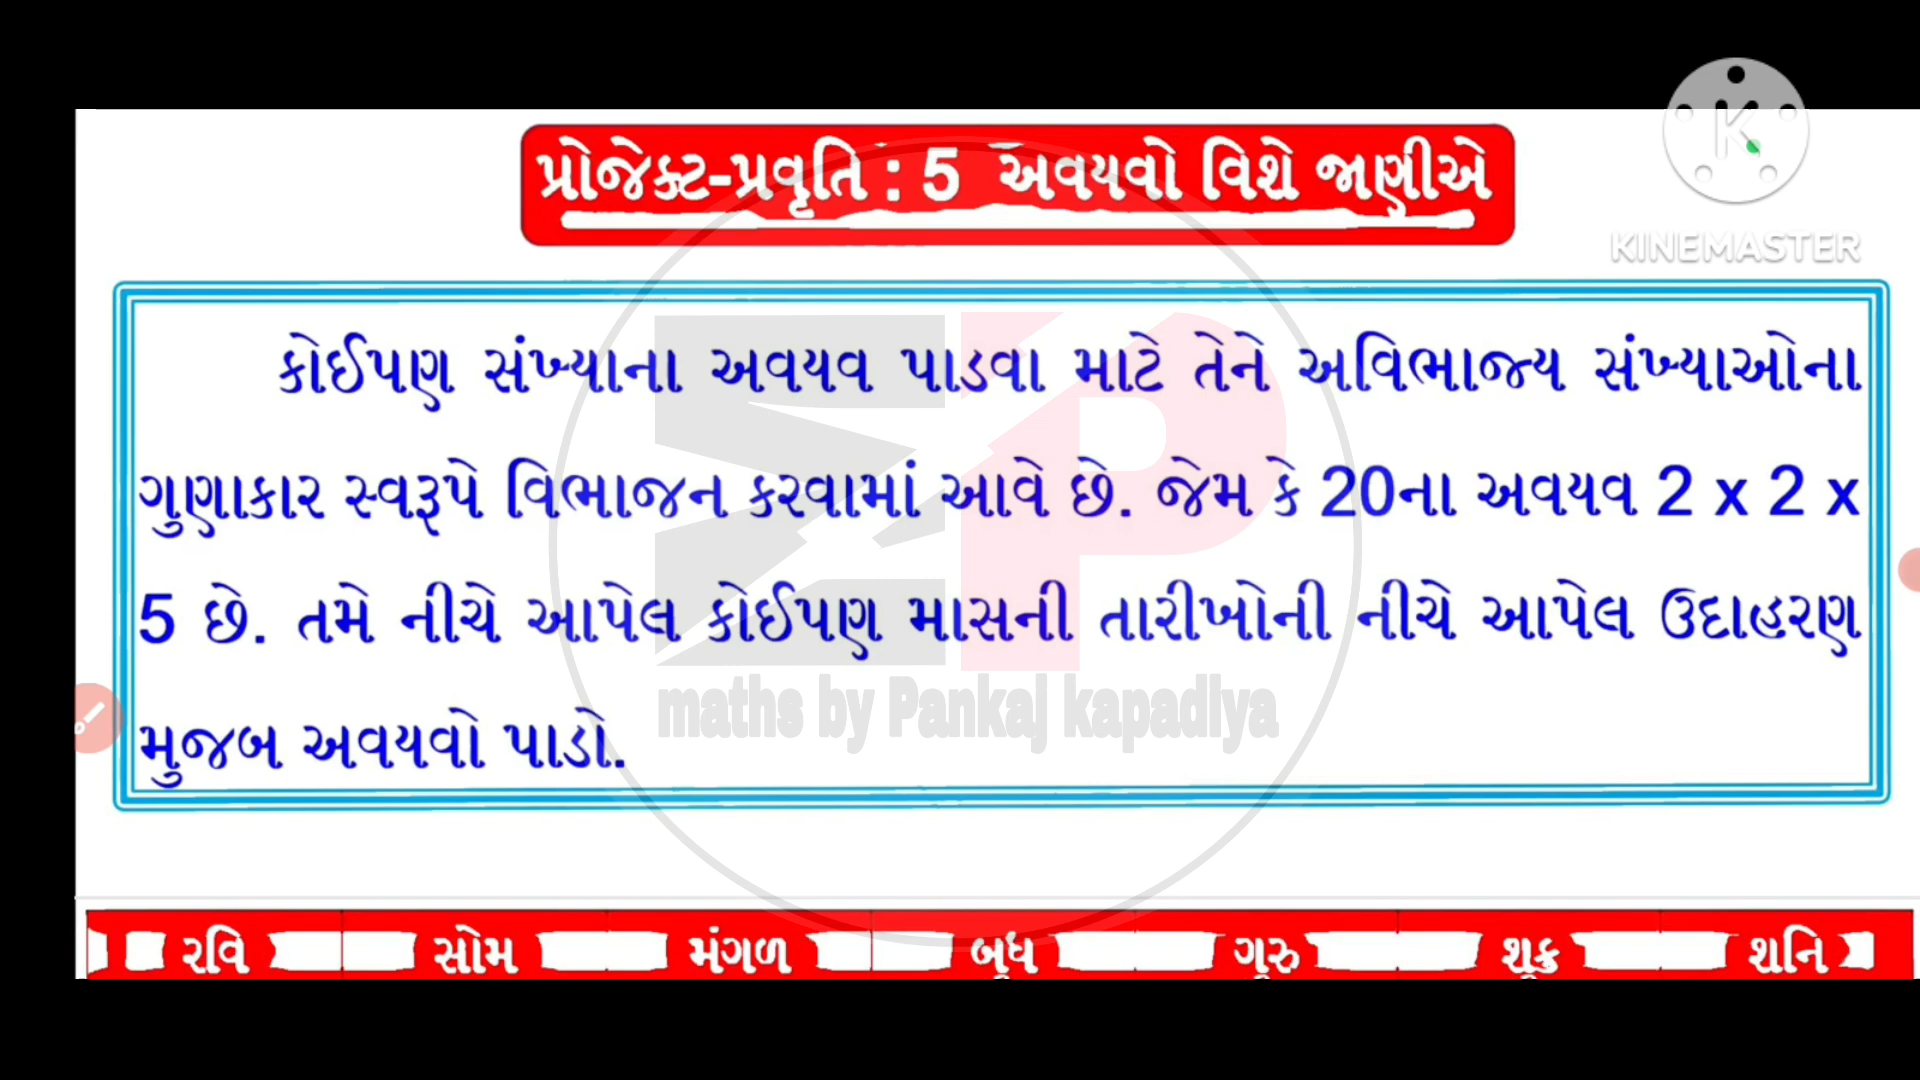 પ્રોજેક્ટ-પ્રવૃતિ : 5 અવયવો વિશે જાણીએ
KINEMASTER
કોઈપણ સંખ્યાના અવયવ પાડવા માટે તેને અવિભાજ્ય સંખ્યાઓના
ગુણાકાર સ્વરૂપે વિભાજન કરવામાં આવે છે. જેમ કે 20ના અવયવ 2 x 2 x
5 છે. તમે નીચે આપેલ કોઈપણ માસની તારીખોની નીચે આપેલ ઉદાહરણ
મુજબ અવયવો પાડો.
maths by Pankaj kapadiya
રવિ સોમ મંગળ બુધ ગુરુ શુક્ર શનિ